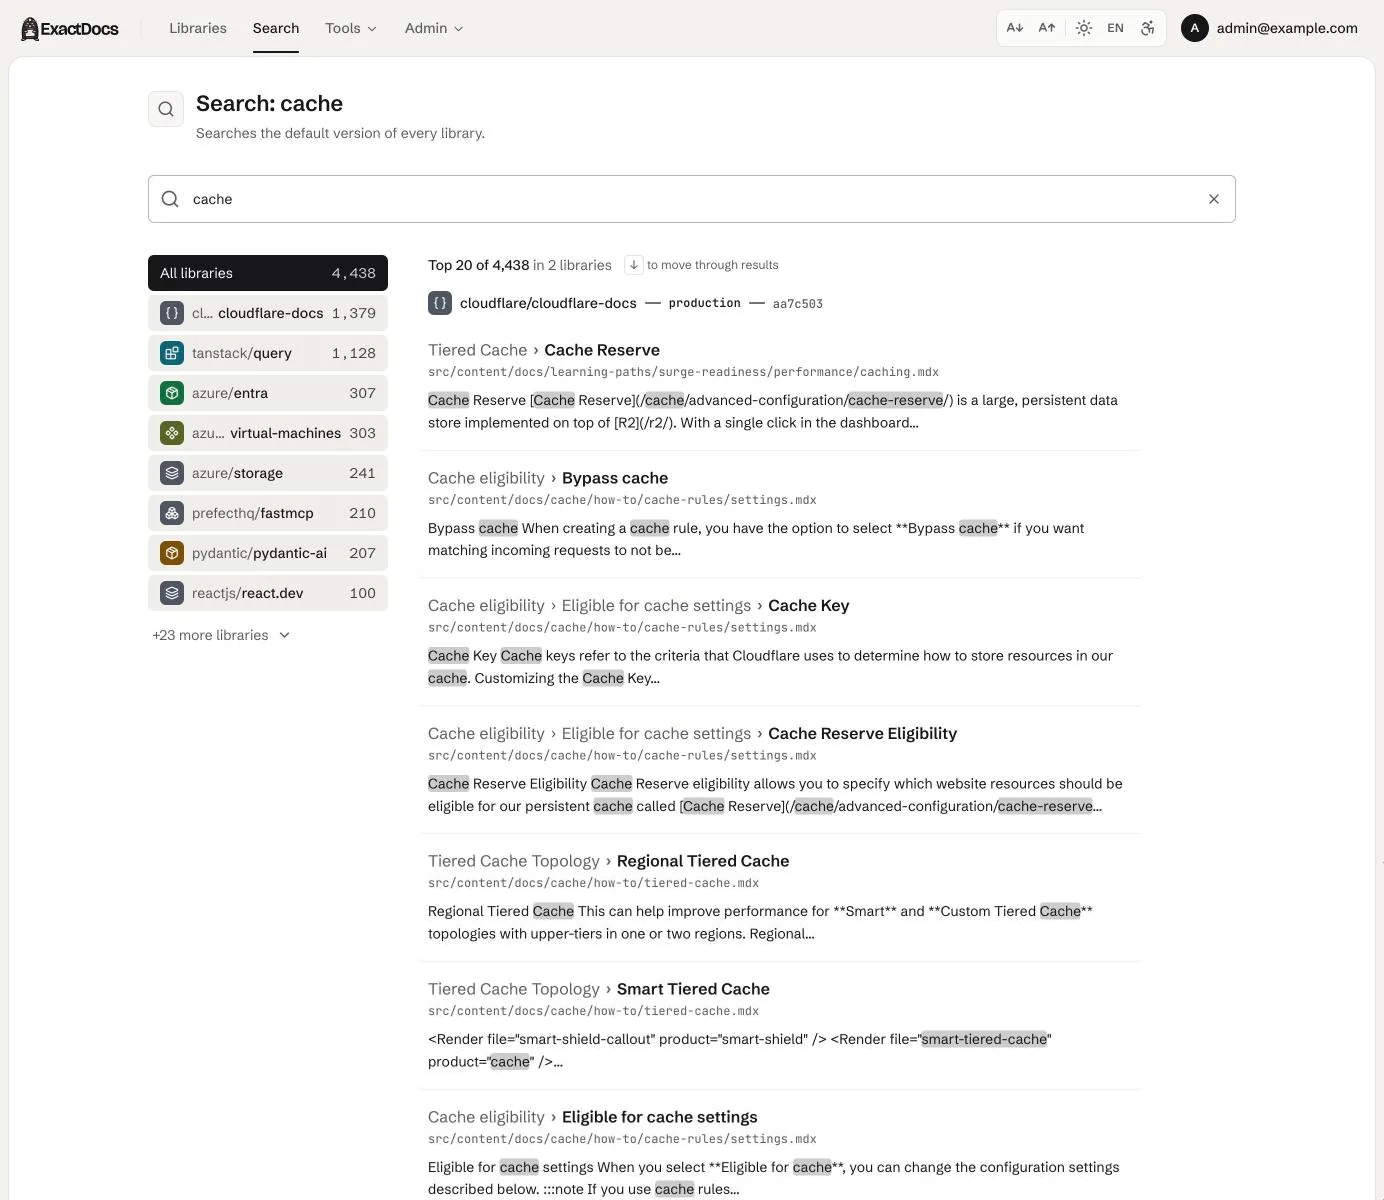 ExactDocs
Libraries
Search
Tools
Admin
A↓
A↑
EN
A
admin@example.com
Search: cache
Searches the default version of every library.
cache
All libraries 4,438
cl... cloudflare-docs 1,379
tanstack/query 1,128
azure/entra 307
azu... virtual-machines 303
azure/storage 241
prefecthq/fastmcp 210
pydantic/pydantic-ai 207
reactjs/react.dev 100
+23 more libraries
Top 20 of 4,438 in 2 libraries ↓ to move through results
{} cloudflare/cloudflare-docs — production — aa7c503
Tiered Cache › Cache Reserve
src/content/docs/learning-paths/surge-readiness/performance/caching.mdx
Cache Reserve [Cache Reserve](/cache/advanced-configuration/cache-reserve/) is a large, persistent data
store implemented on top of [R2](/r2/). With a single click in the dashboard...
Cache eligibility › Bypass cache
src/content/docs/cache/how-to/cache-rules/settings.mdx
Bypass cache When creating a cache rule, you have the option to select **Bypass cache** if you want
matching incoming requests to not be...
Cache eligibility › Eligible for cache settings › Cache Key
src/content/docs/cache/how-to/cache-rules/settings.mdx
Cache Key Cache keys refer to the criteria that Cloudflare uses to determine how to store resources in our
cache. Customizing the Cache Key...
Cache eligibility › Eligible for cache settings › Cache Reserve Eligibility
src/content/docs/cache/how-to/cache-rules/settings.mdx
Cache Reserve Eligibility Cache Reserve eligibility allows you to specify which website resources should be
eligible for our persistent cache called [Cache Reserve](/cache/advanced-configuration/cache-reserve...
Tiered Cache Topology › Regional Tiered Cache
src/content/docs/cache/how-to/tiered-cache.mdx
Regional Tiered Cache This can help improve performance for **Smart** and **Custom Tiered Cache**
topologies with upper-tiers in one or two regions. Regional...
Tiered Cache Topology › Smart Tiered Cache
src/content/docs/cache/how-to/tiered-cache.mdx
<Render file="smart-shield-callout" product="smart-shield" /> <Render file="smart-tiered-cache"
product="cache" />...
Cache eligibility › Eligible for cache settings
src/content/docs/cache/how-to/cache-rules/settings.mdx
Eligible for cache settings When you select **Eligible for cache**, you can change the configuration settings
described below. :::note If you use cache rules...